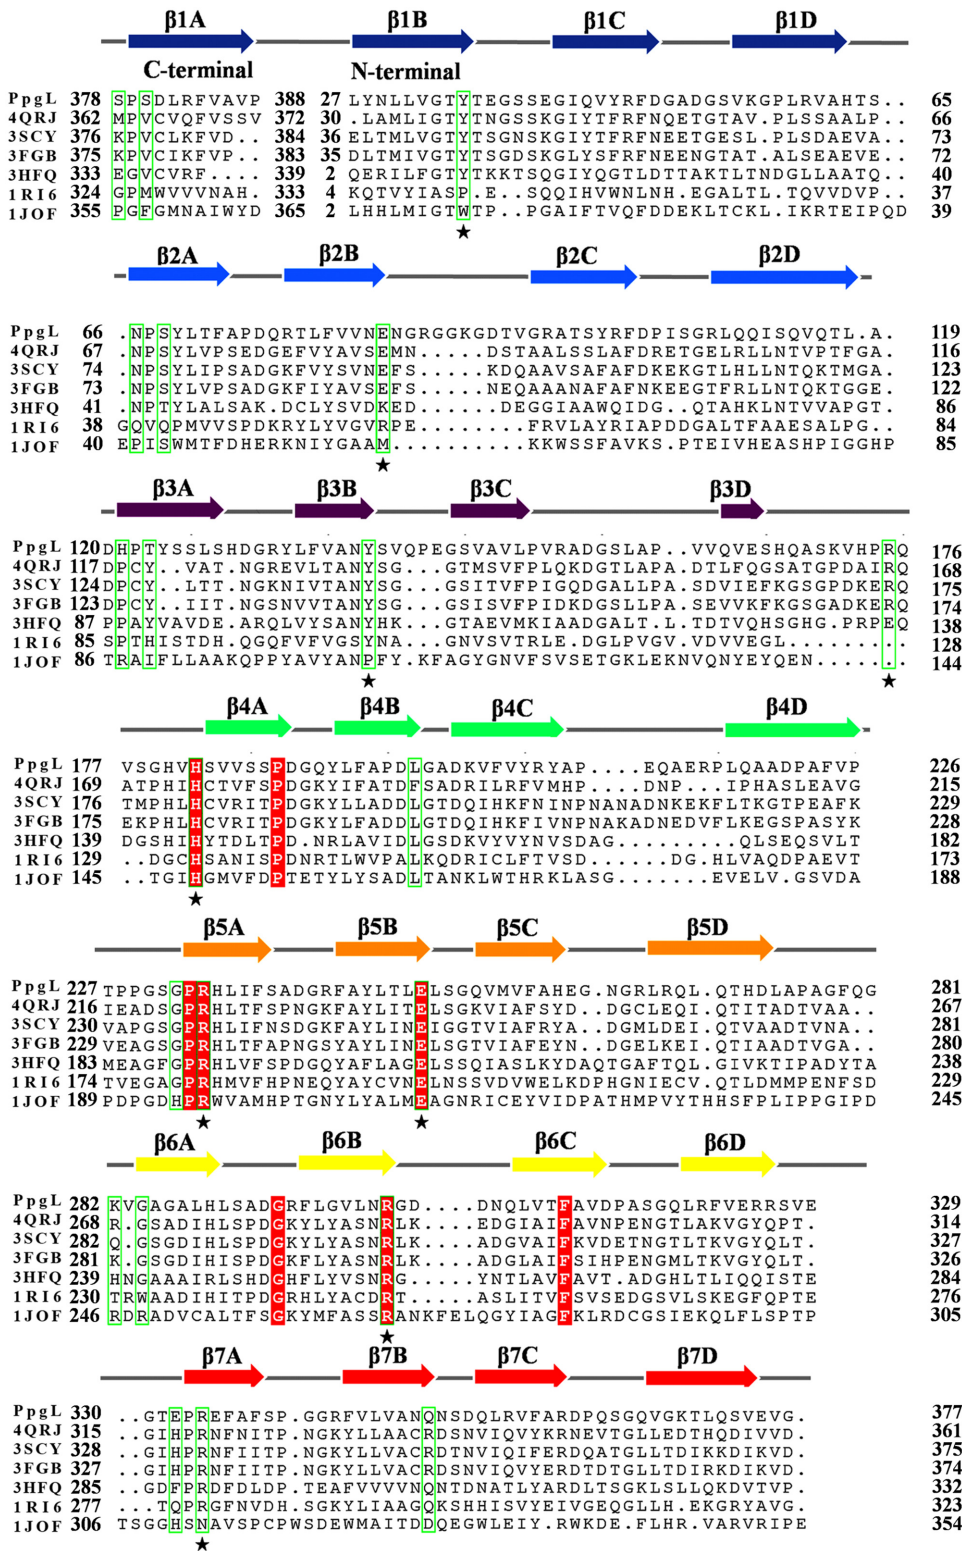 β1A β1B β1C β1D
C-terminal N-terminal
PpgL 378 SPSDLRFVAVP 388 27 LYNLLVGTYTEGSSEGIQVYRFDGADGSVKGPLRVAHTS.. 65
4QRJ 362 MPVCVQFVSSV 372 30 .LAMLIGTYTNGSSKGIYTFRFNQETGTAV.PLSSAALP.. 66
3SCY 376 KPVCLKFVD.. 384 36 ELTMLVGTYTSGNSKGIYTFRFNEETGESL.PLSDAEVA.. 73
3FGB 375 KPVCIKFVP.. 383 35 DLTMIVGTYTSGDSKGLYSFRFNEENGTAT.ALSEAEVE.. 72
3HFQ 333 EGVCVRF.... 339 2 QERILFGTYTKKTSQGIYQGTLDTTAKTLTNDGLLAATQ.. 40
1RI6 324 GPMWVVVNAH. 333 4 KQTVYIASP.E..SQQIHVWNLNH.EGALTL.TQVVDVP.. 37
1JOF 355 PGFGMNAIWYD 365 2 LHHLMIGTWTP..PGAIFTVQFDDEKLTCKL.IKRTEIPQD 39
β2A β2B β2C β2D
PpgL 66 .NPSYLTFAPDQRTLFVVNENGRGGKGDTVGRATSYRFDPISGRLQQISQVQTL.A. 119
4QRJ 67 .NPSYLVPSEDGEFVYAVSEMN.....DSTAALSSLAFDRETGELRLLNTVPTFGA. 116
3SCY 74 .NPSYLIPSADGKFVYSVNEFS.....KDQAAVSAFAFDKEKGTLHLLNTQKTMGA. 123
3FGB 73 .NPSYLVPSADGKFIYAVSEFS.....NEQAAANAFAFNKEEGTFRLLNTQKTGGE. 122
3HFQ 41 .NPTYLALSAK.DCLYSVDKED.....DEGGIAAWQIDG..QTAHKLNTVVAPGT. 86
1RI6 38 GQVQPMVVSPDKRYLYVGVRPE......FRVLAYRIAPDDGALTFAAESALPG.. 84
1JOF 40 EPISWMTFDHERKNIYGAAM........KKWSSFAVKS.PTEIVHEASHPIGGHP 85
β3A β3B β3C β3D
PpgL 120 DHPTYSSLSHDGRYLFVANYSVQPEGSVAVLPVRADGSLAP..VVQVESHQASKVHPRQ 176
4QRJ 117 DPCY..VAT.NGREVLTANYSG...GTMSVFPLQKDGTLAPA.DTLFQGSATGPDAIRQ 168
3SCY 124 DPCY..LTT.NGKNIVTANYSG...GSITVFPIGQDGALLPA.SDVIEFKGSGPDKERQ 175
3FGB 123 DPCY..IIT.NGSNVVTANYSG...GSISVFPIDKDGSLLPA.SEVVKFKGSGADKERQ 174
3HFQ 87 PPAYVAVDE.ARQLVYSANYHK...GTAEVMKIAADGALT.L.TDTVQHSGHG.PRPEQ 138
1RI6 85 SPTHISTDH.QGQFVFVGSYNA...GNVSVTRLE.DGLPVGV.VDVVEGL........ 128
1JOF 86 TRAIFLLAAKQPPYAVYANPFY.KFAGYGNVFSVSETGKLEKNVQNYEYQEN....... 144
β4A β4B β4C β4D
PpgL 177 VSGHVHSVVSSPDGQYLFAPDLGADKVFVYRYAP....EQAERPLQAADPAFVP 226
4QRJ 169 ATPHIHCTVFSPDGKYIFATDFSADRILRFVMHP....DNP...IPHASLEAVG 215
3SCY 176 TMPHLHCVRITPDGKYLLADDLGTDQIHKFNINPNANADNKEKFLTKGTPEAFK 229
3FGB 175 EKPHLHCVRITPDGKYLFADDLGTDQIHKFIVNPNAKADNEDVFLKEGSPASYK 228
3HFQ 139 DGSHIHYTDLTPD.NRLAVIDLGSDKVYVYNVSDAG.......QLSEQSVLT 182
1RI6 129 ..DGCHSANISPDNRTLWVPALKQDRICLFTVSD.....DG.HLVAQDPAEVT 173
1JOF 145 ..TGIHGMVFDPTETYLYSADLTANKLWTHRKLASG......EVELV.GSVDA 188
β5A β5B β5C β5D
PpgL 227 TPPGSGPRHLIFSADGRFAYLTLELSGQVMVFAHEG.NGRLRQL.QTHDLAPAGFQG 281
4QRJ 216 IEADSGPRHLTFSPNGKFAYLITELSGKVIAFSYD..DGCLEQI.QTITADTVNA.. 267
3SCY 230 VAPGSGPRHLIFNSDGKFAYLINEIGGTVIAFRYA..DGMLDEI.QTVAADTVAA.. 281
3FGB 229 VEAGSGPRHLTFAPNGSYAYLINELSGTVIAFEYN..DGELKEI.QTIAADTVGA.. 280
3HFQ 183 MEAGFGPRHLVFSPDGQYAFLAGELSSQIASLKYDAQTGAFTQL.GIVKTIPADYTA 238
1RI6 174 TVEGAGPRHMVFHPNEQYAYCVNELNSSVDVWELKDPHGNIECV.QTLDMMPENFSD 229
1JOF 189 PDPGDHPRWVAMHPTGNYLYALMEAGNRICEYVIDPATHMPVYTHHSFPLIPPGIPD 245
β6A β6B β6C β6D
PpgL 282 KVGAGALHLSADGRFLGVLNRGD....DNQLVTFAVDPASGQLRFVERRSVE 329
4QRJ 268 R.GSADIHLSPDGKYLYASNRLK....EDGIAIFAVNPENGTLAKVGYQPT. 314
3SCY 282 Q.GSGDIHLSPDGKYLYASNRLK....ADGVAIFKVDETNGTLTKVGYQLT. 327
3FGB 281 K.GSGDIHISPDGKFLYASNRLK....ADGLAIFSIHPENGMLTKVGYQLT. 326
3HFQ 239 HNGAAAIRLSHDGHFLYVSNRG.....YNTLAVFAVT.ADGHLTLIQQISTE 284
1RI6 230 TRWAADIHITPDGRHLYACDRT.....ASLITVFSVSEDGSVLSKEGFQPTE 276
1JOF 246 RDRADVCALTFSGKYMFASSRANKFELQGYIAGFKLRDCGSIEKQLFLSPTP 305
β7A β7B β7C β7D
PpgL 330 ..GTEPREFAFSP.GGRFVLVANQNSDQLRVFARDPQSGQVGKTLQSVEVG. 377
4QRJ 315 ..GIHPRNFNITP.NGKYLLAACRDSNVIQVYKRNEVTGLLEDTHQDIVVD. 361
3SCY 328 ..GIHPRNFIITP.NGKYLLVACRDTNVIQIFERDQATGLLTDIKKDIKVD. 375
3FGB 327 ..GIHPRNFIITP.NGKYLLVACRDSNVIQVYERDTDTGLLTDIRKDIKVD. 374
3HFQ 285 ..GDFPRDFDLDP.TEAFVVVVNQNTDNATLYARDLTSGKLSLLQKDVTVP. 332
1RI6 277 ...TQPRGFNVDH.SGKYLIAAGQKSHHISVYEIVGEQGLLH.EKGRYAVG. 323
1JOF 306 TSGGHSNAVSPCPWSDEWMAITDDQEGWLEIY.RWKDE.FLHR.VARVRIPE 354